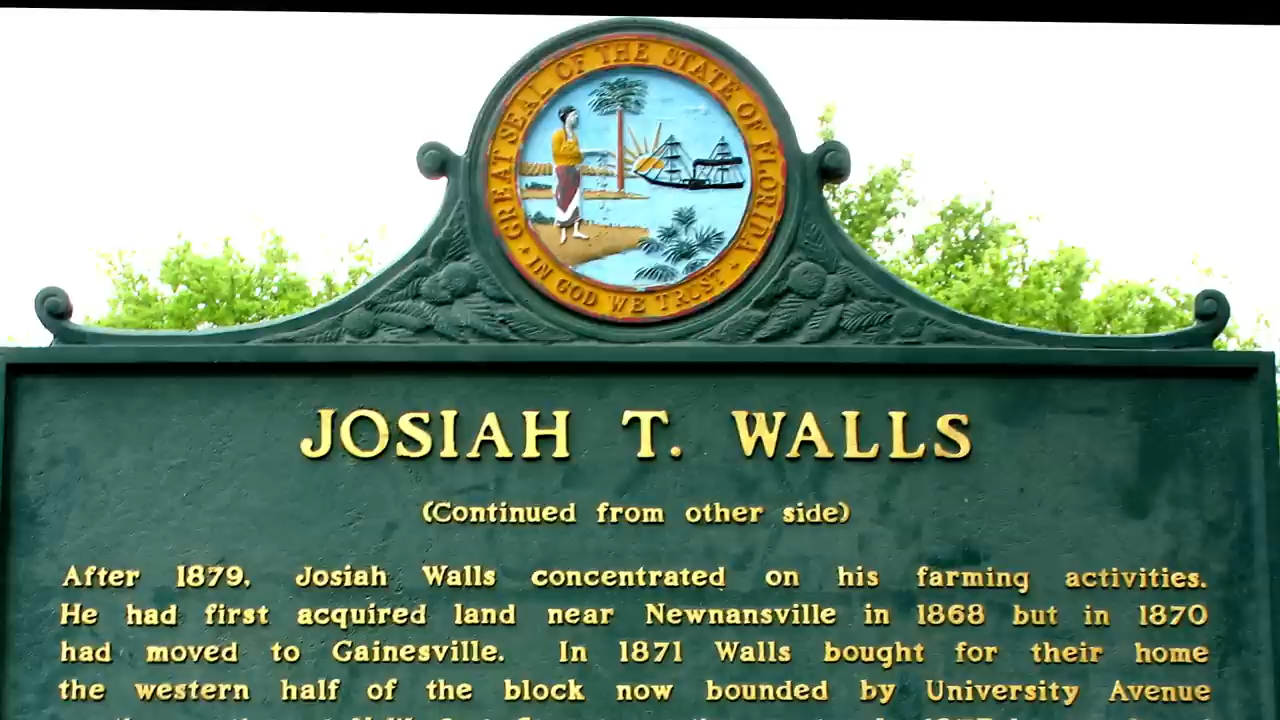 GREAT SEAL OF THE STATE OF FLORIDA
IN GOD WE TRUST
JOSIAH T. WALLS
(Continued from other side)
After 1879, Josiah Walls concentrated on his farming activities.
He had first acquired land near Newnansville in 1868 but in 1870
had moved to Gainesville. In 1871 Walls bought for their home
the western half of the block now bounded by University Avenue